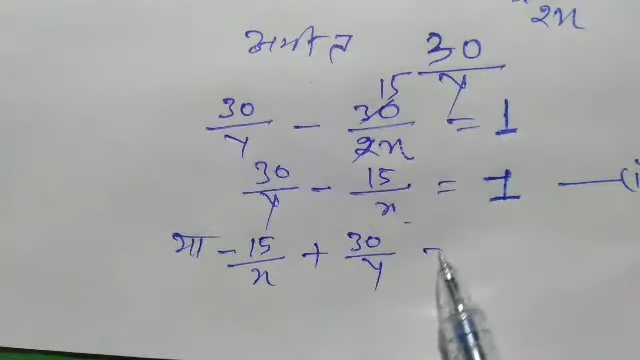 2x
अर्थात् 30/y
30/y - 30/2x 15 = 1
30/y - 15/x = 1 —(i
या -15/x + 30/y =